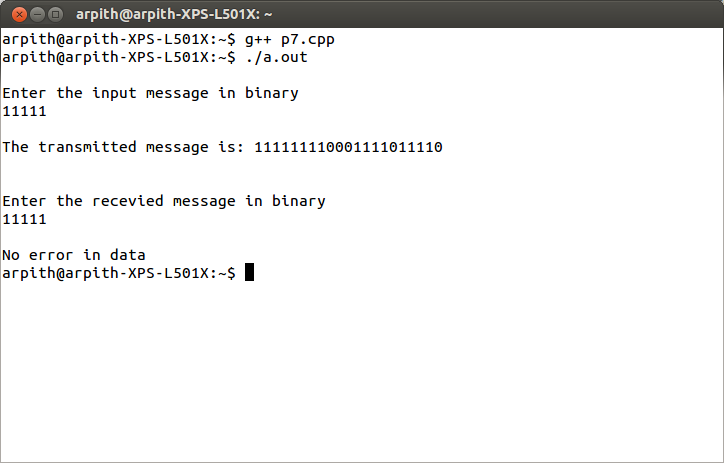 arpith@arpith-XPS-L501X: ~
arpith@arpith-XPS-L501X:~$ g++ p7.cpp
arpith@arpith-XPS-L501X:~$ ./a.out
Enter the input message in binary
11111
The transmitted message is: 111111110001111011110
Enter the recevied message in binary
11111
No error in data
arpith@arpith-XPS-L501X:~$